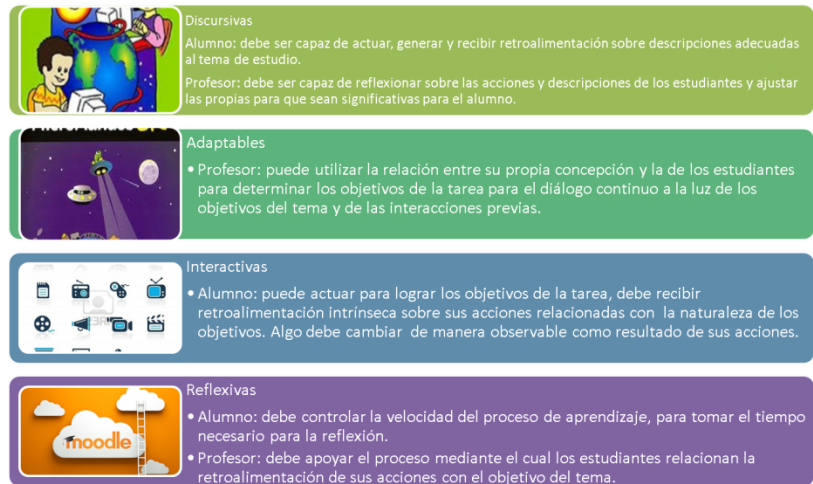 Discursivas
Alumno: debe ser capaz de actuar, generar y recibir retroalimentación sobre descripciones adecuadas
al tema de estudio.
Profesor: debe ser capaz de reflexionar sobre las acciones y descripciones de los estudiantes y ajustar
las propias para que sean significativas para el alumno.
Adaptables
• Profesor: puede utilizar la relación entre su propia concepción y la de los estudiantes
para determinar los objetivos de la tarea para el diálogo continuo a la luz de los
objetivos del tema y de las interacciones previas.
Interactivas
• Alumno: puede actuar para lograr los objetivos de la tarea, debe recibir
retroalimentación intrínseca sobre sus acciones relacionadas con la naturaleza de los
objetivos. Algo debe cambiar de manera observable como resultado de sus acciones.
Reflexivas
moodle
• Alumno: debe controlar la velocidad del proceso de aprendizaje, para tomar el tiempo
necesario para la reflexión.
• Profesor: debe apoyar el proceso mediante el cual los estudiantes relacionan la
retroalimentación de sus acciones con el objetivo del tema.